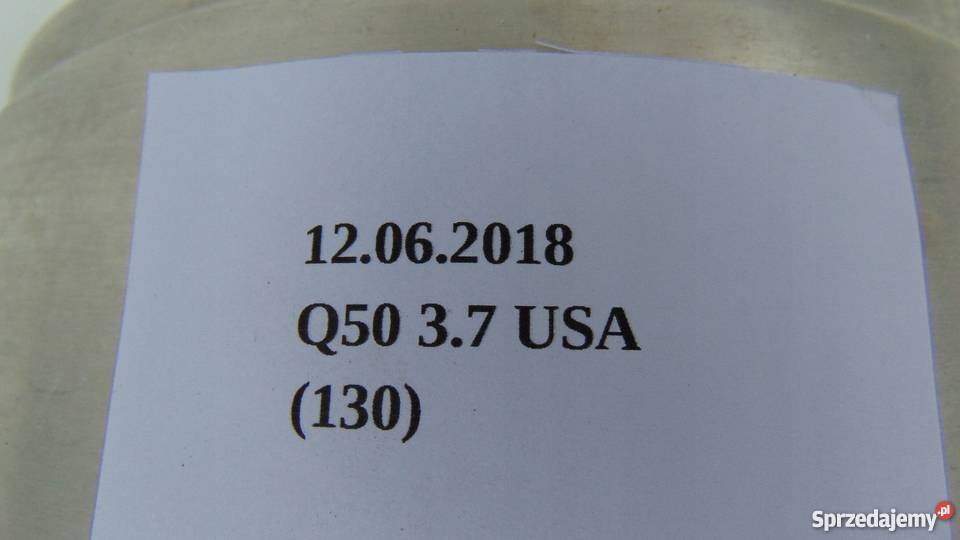 12.06.2018
Q50 3.7 USA
(130)
Sprzedajemy.pl